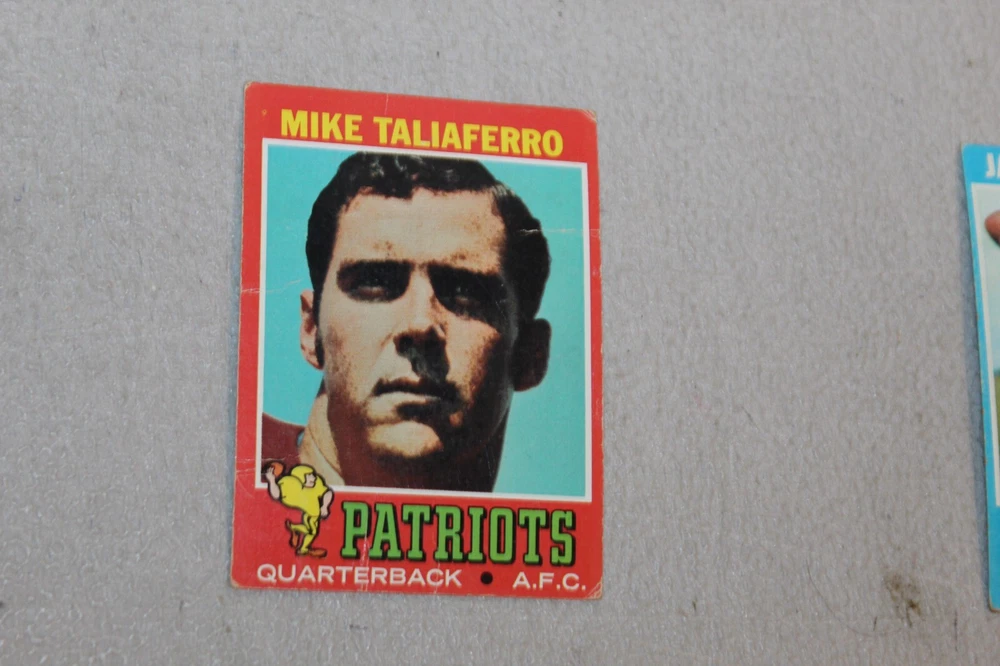 MIKE TALIAFERRO
PATRIOTS
QUARTERBACK • A.F.C.